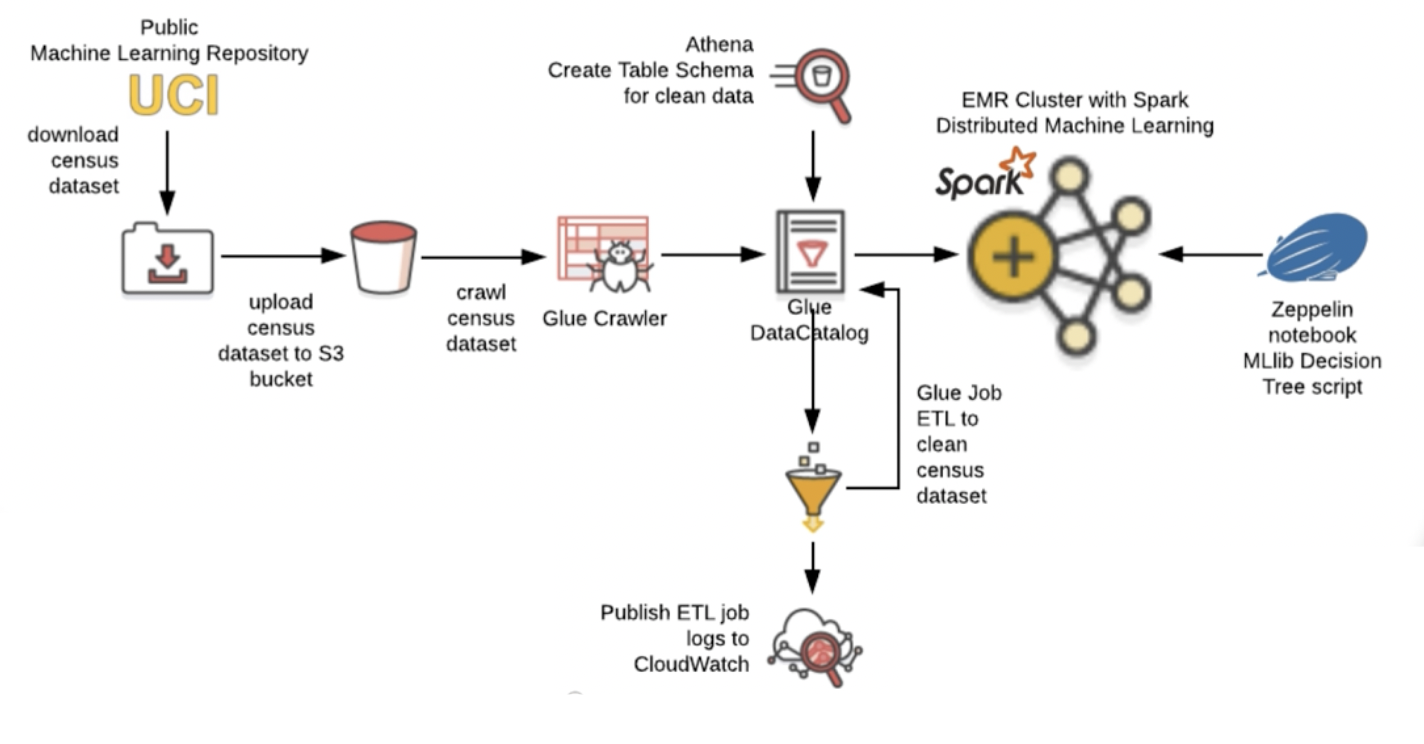 Public
Machine Learning Repository
UCI
download
census
dataset
upload
census
dataset to S3
bucket
crawl
census
dataset
Glue Crawler
Athena
Create Table Schema
for clean data
Glue
DataCatalog
Glue Job
ETL to
clean
census
dataset
Publish ETL job
logs to
CloudWatch
EMR Cluster with Spark
Distributed Machine Learning
Spark
Zeppelin
notebook
MLlib Decision
Tree script